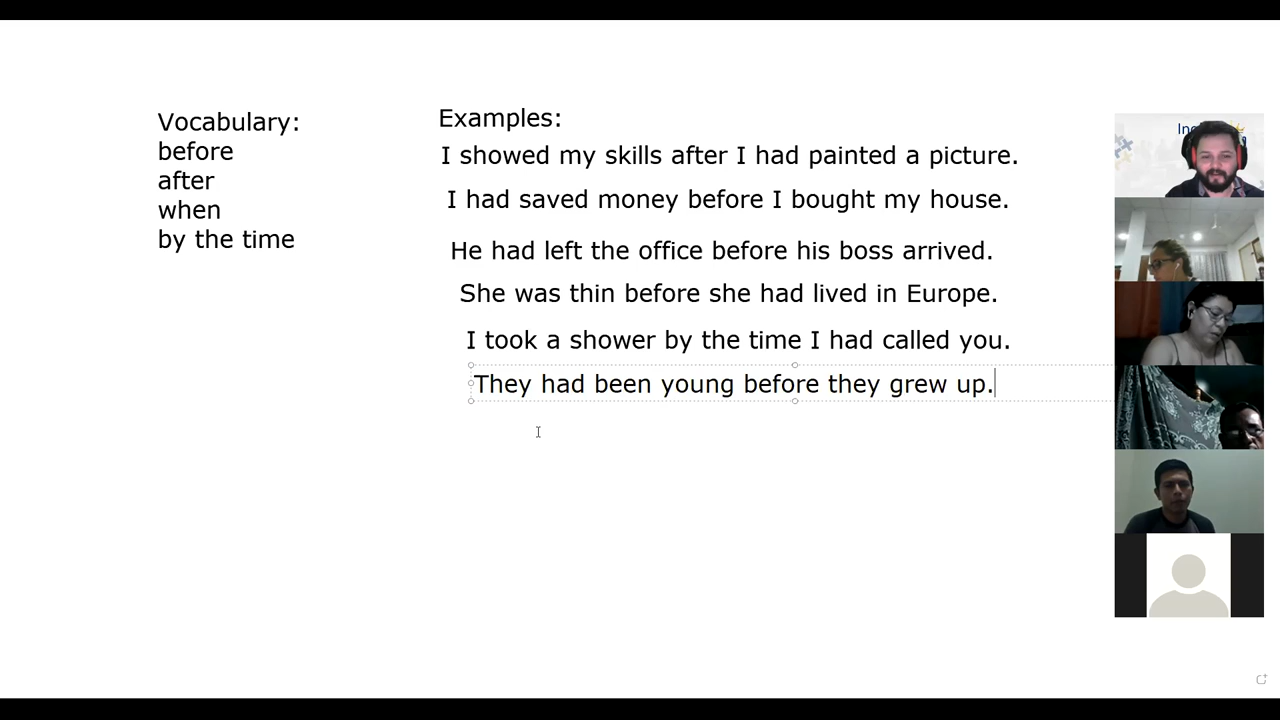 Vocabulary:
before
after
when
by the time
Examples:
I showed my skills after I had painted a picture.
I had saved money before I bought my house.
He had left the office before his boss arrived.
She was thin before she had lived in Europe.
I took a shower by the time I had called you.
They had been young before they grew up.